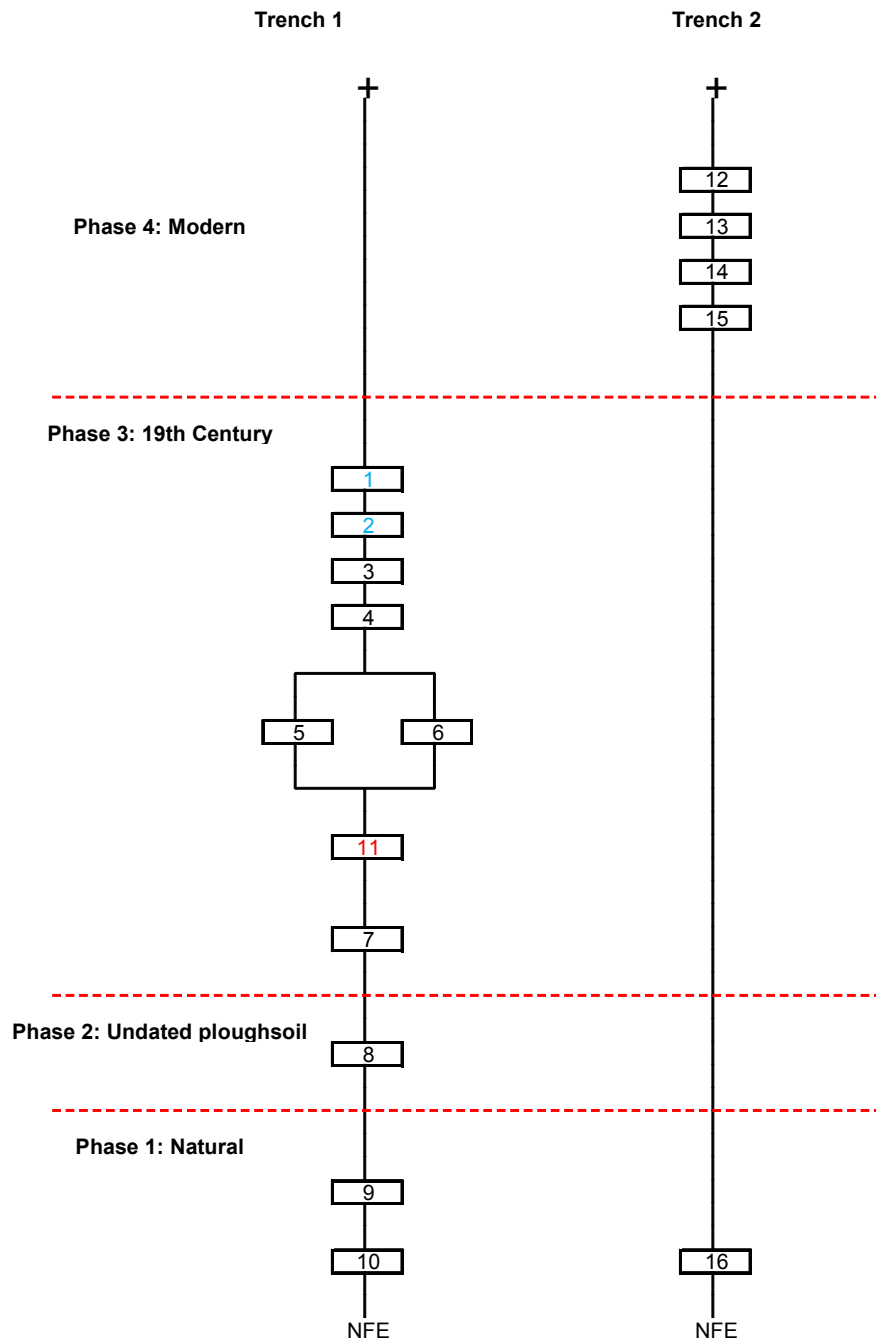 Trench 1
Trench 2
+
+
12
Phase 4: Modern
13
14
15
Phase 3: 19th Century
1
2
3
4
5
6
11
7
Phase 2: Undated ploughsoil
8
Phase 1: Natural
9
10
16
NFE
NFE